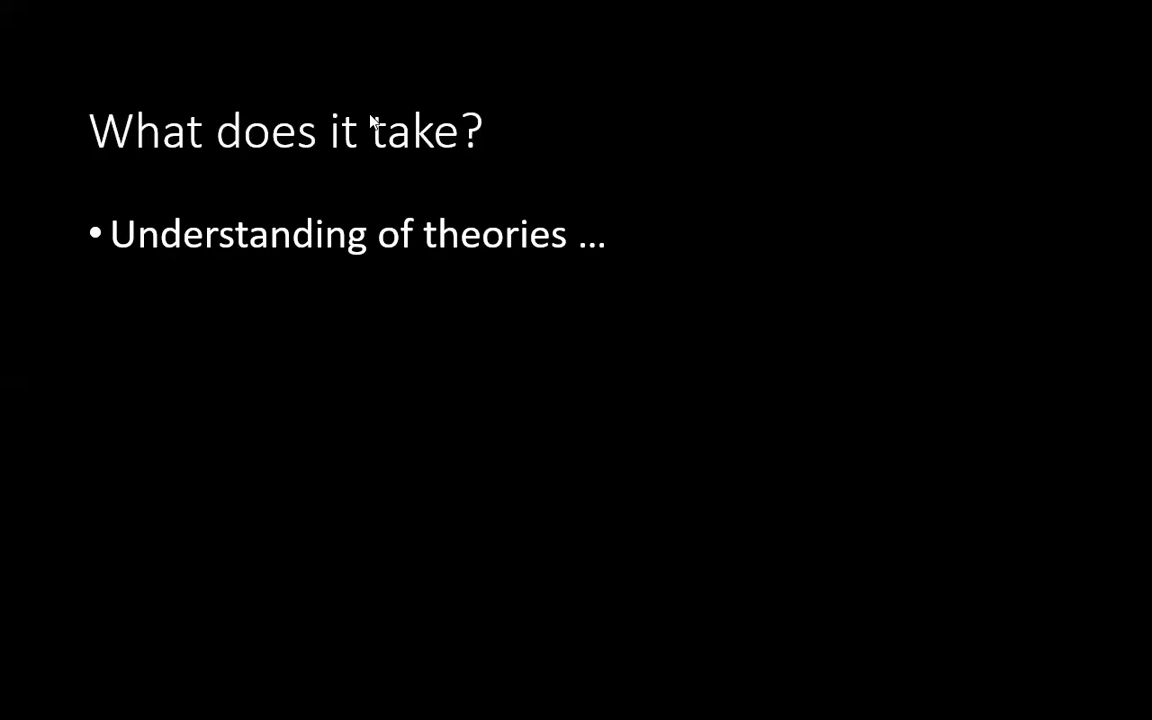 What does it take?
• Understanding of theories ...